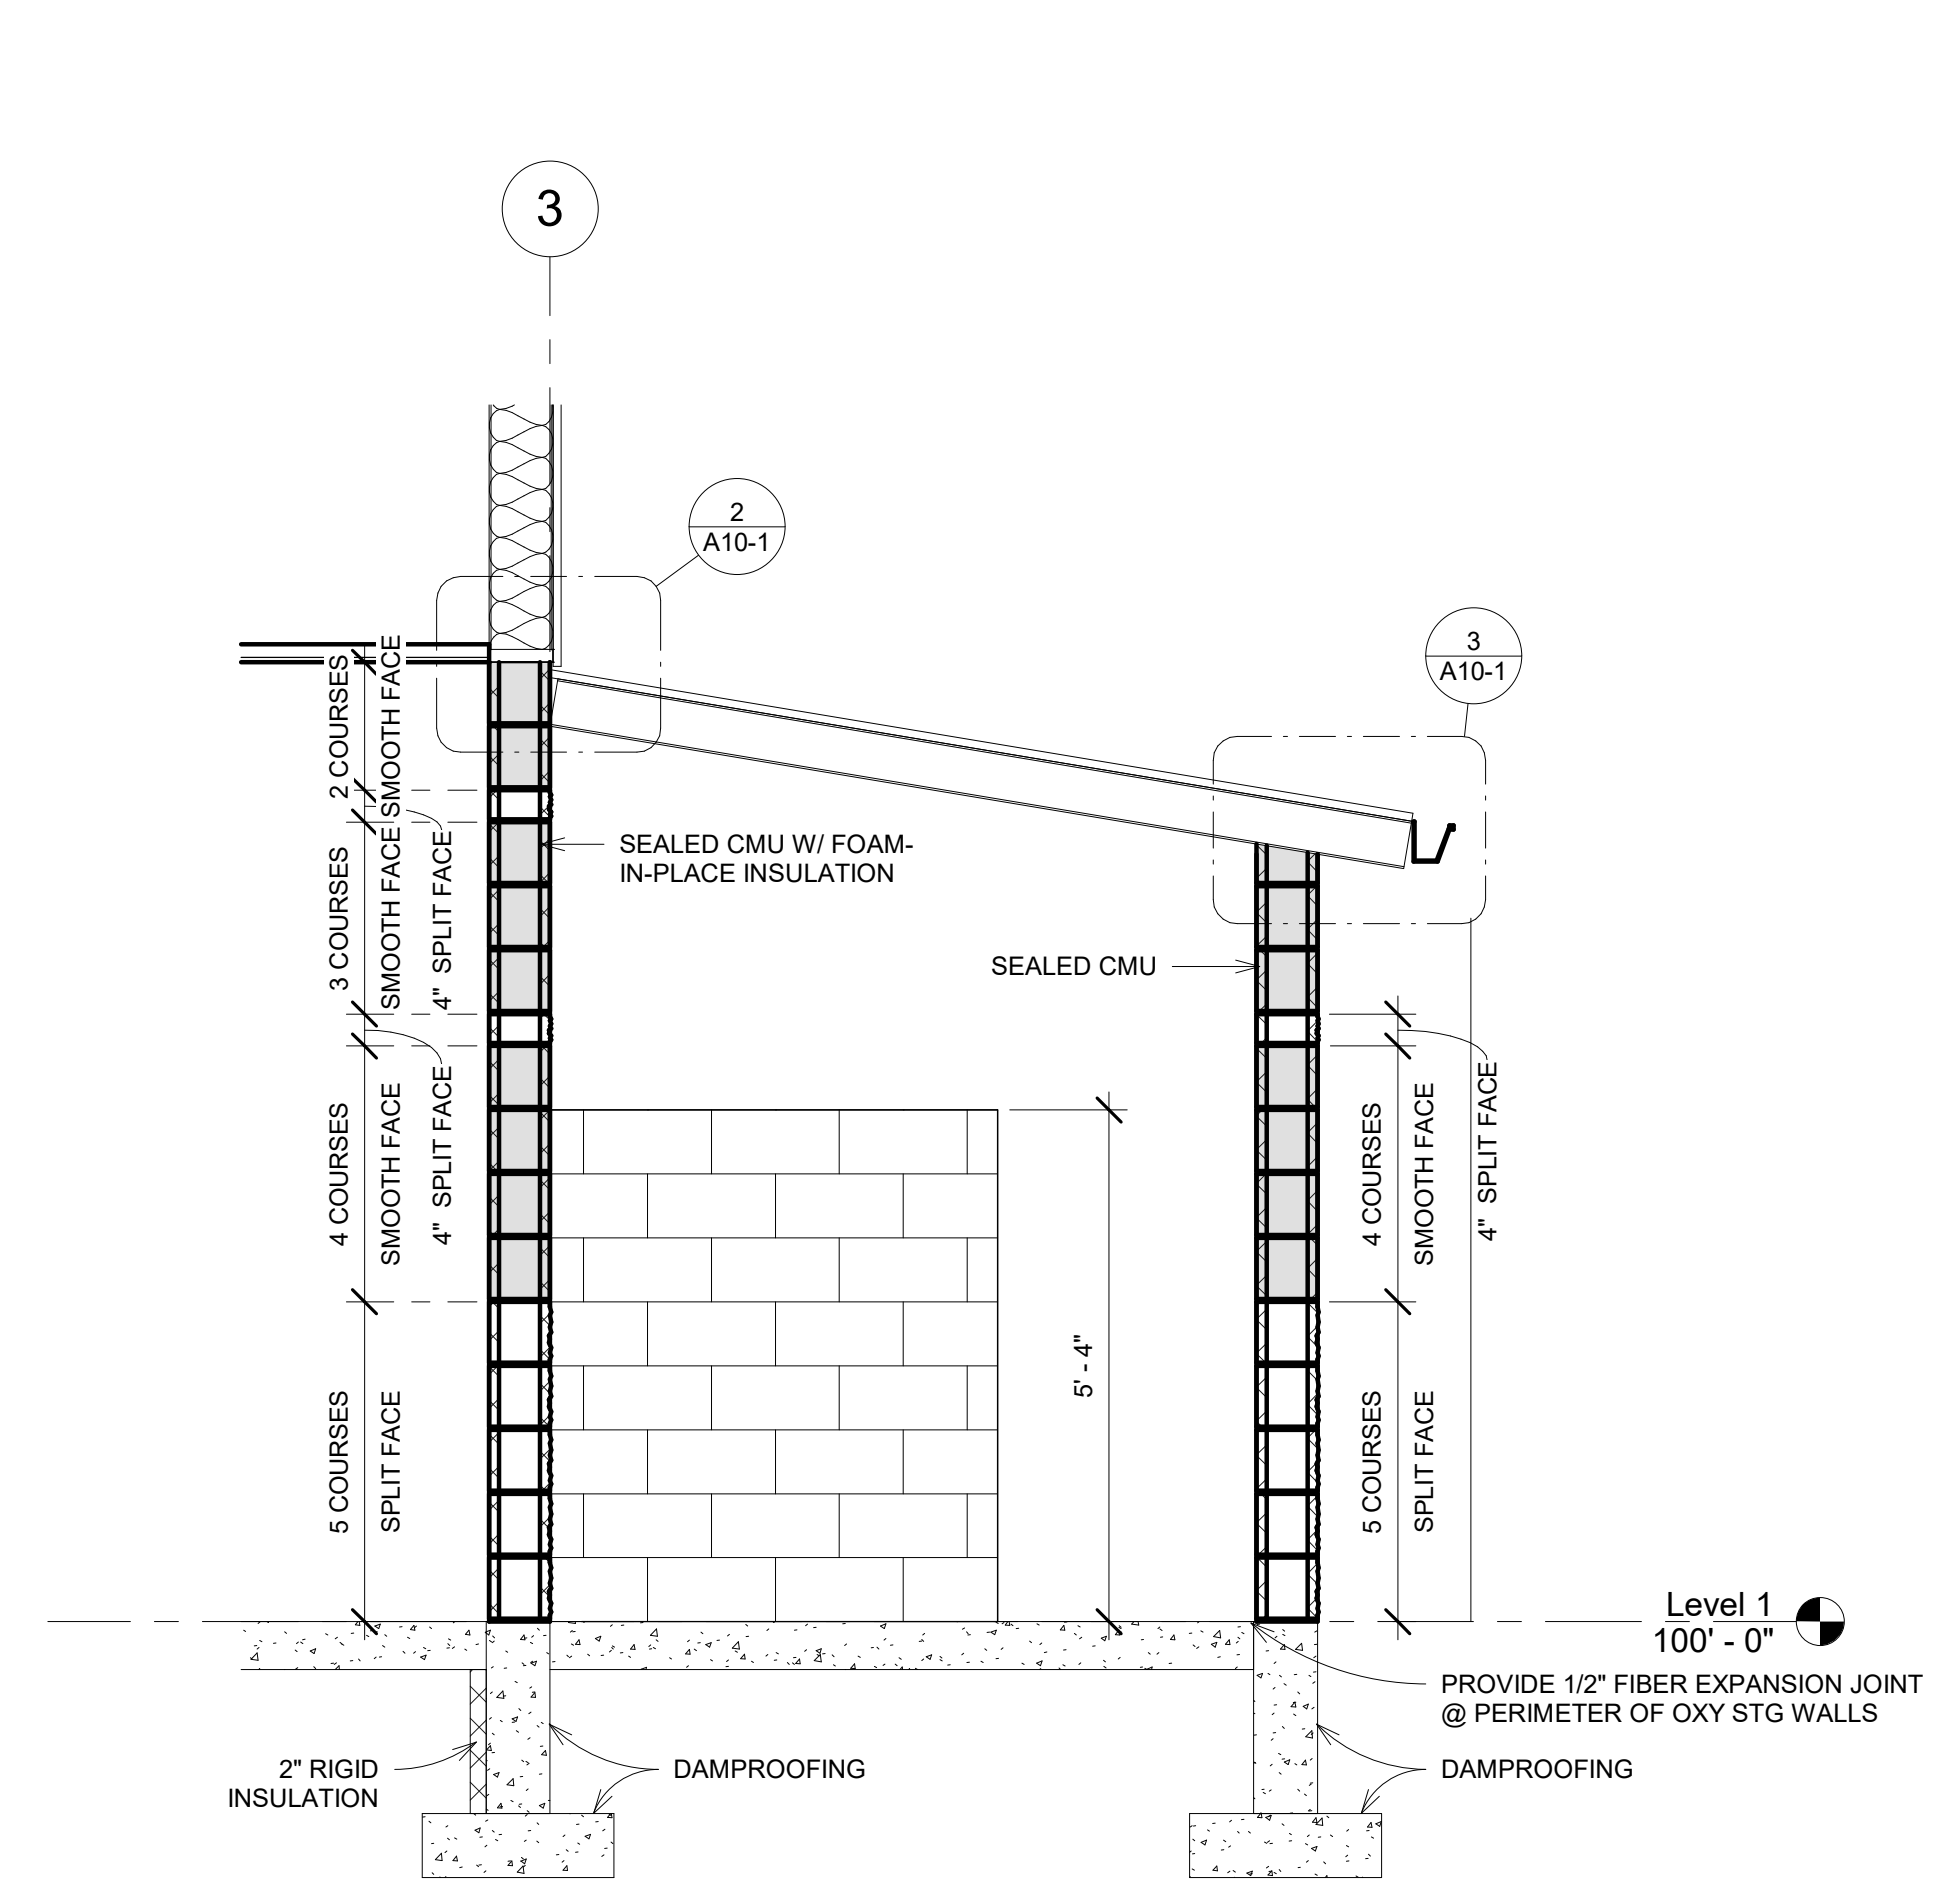 3
2
A10-1
3
A10-1
2 COURSES
SMOOTH FACE
3 COURSES
SMOOTH FACE
4" SPLIT FACE
SEALED CMU W/ FOAM-
IN-PLACE INSULATION
SEALED CMU
4 COURSES
SMOOTH FACE
4" SPLIT FACE
4 COURSES
SMOOTH FACE
4" SPLIT FACE
5 COURSES
SPLIT FACE
5' - 4"
5 COURSES
SPLIT FACE
Level 1
100' - 0"
PROVIDE 1/2" FIBER EXPANSION JOINT
@ PERIMETER OF OXY STG WALLS
2" RIGID
INSULATION
DAMPROOFING
DAMPROOFING